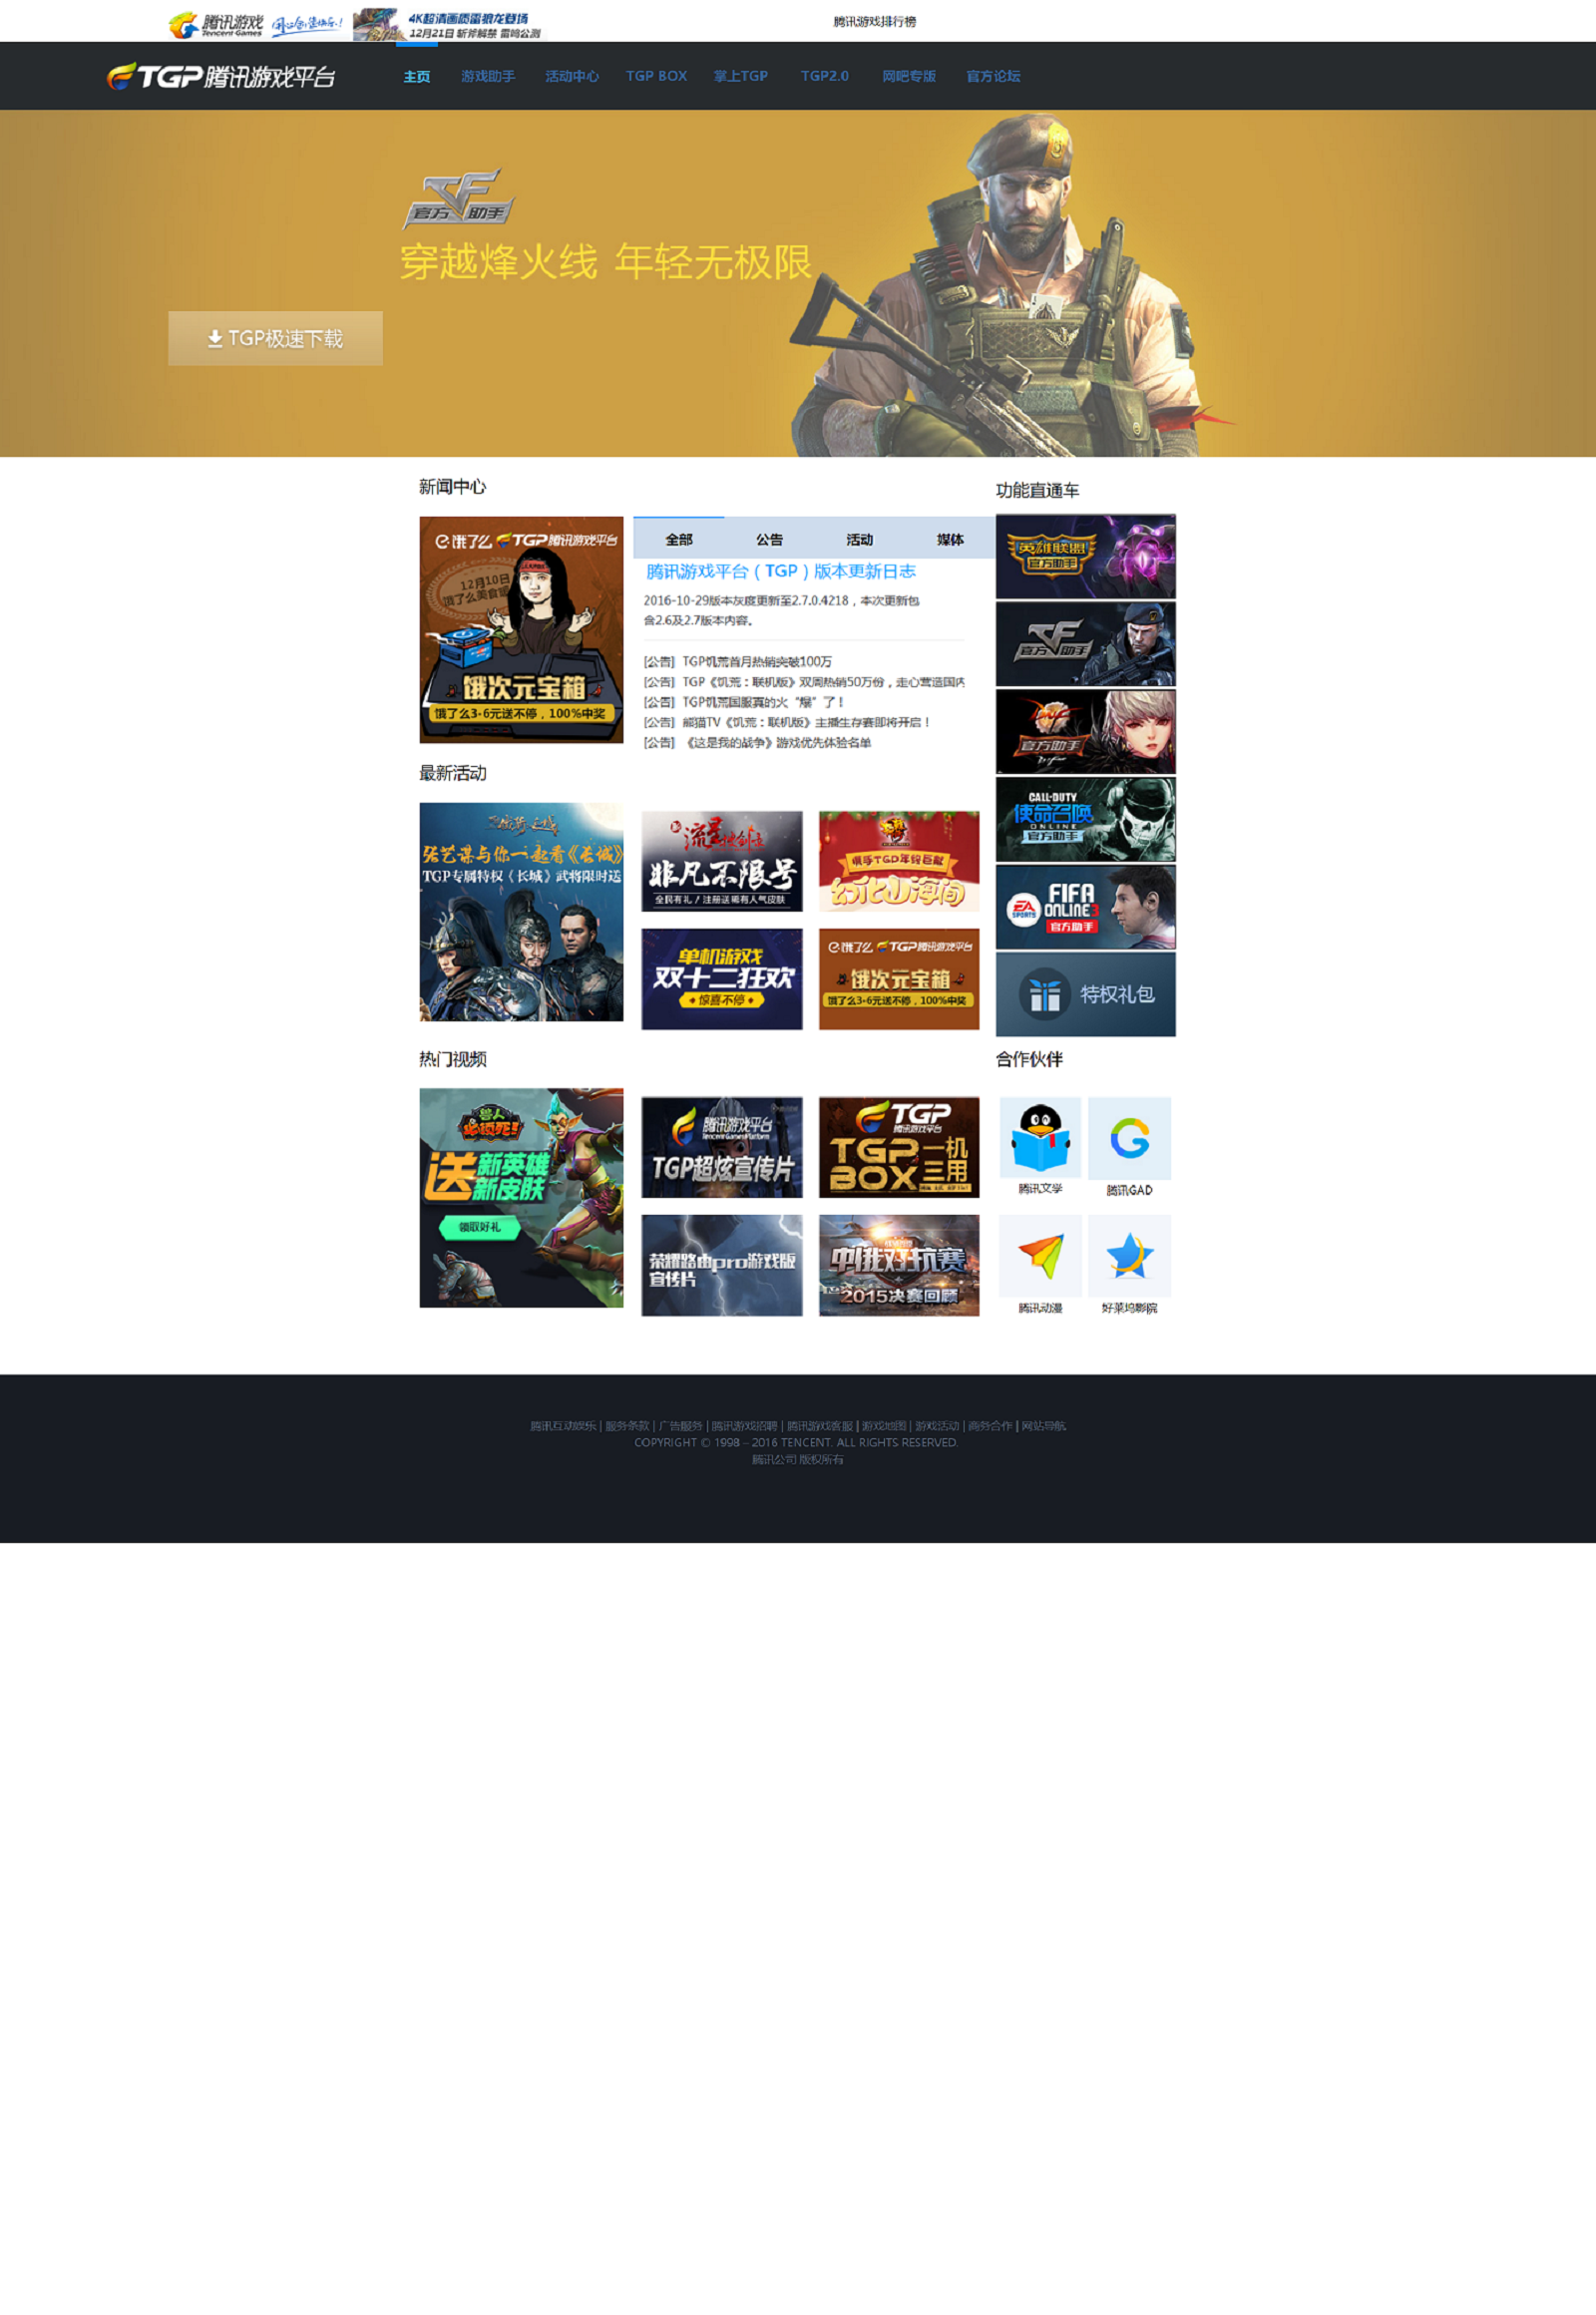 腾讯游戏
Tencent Games
用心创造快乐!
4K超清画质雷狼龙登场
12月21日 斩斧解禁 雷鸣公测
腾讯游戏排行榜
TGP腾讯游戏平台
主页 游戏助手 活动中心 TGP BOX 掌上TGP TGP2.0 网吧专版 官方论坛
官方 助手
穿越烽火线 年轻无极限
TGP极速下载
新闻中心
饿了么 TGP腾讯游戏平台
12月10日
饿次元宝箱
饿了么3-6元送不停，100%中奖
全部 公告 活动 媒体
腾讯游戏平台（TGP）版本更新日志
2016-10-29版本灰度更新至2.7.0.4218，本次更新包
含2.6及2.7版本内容。
[公告] TGP饥荒首月热销突破100万
[公告] TGP《饥荒：联机版》双周热销50万份，走心营造国内
[公告] TGP饥荒国服真的火“爆”了！
[公告] 熊猫TV《饥荒：联机版》主播生存赛即将开启！
[公告] 《这是我的战争》游戏优先体验名单
功能直通车
英雄联盟
官方助手
官方 助手
官方助手
CALL·DUTY
使命召唤
ONLINE
官方助手
EA
SPORTS
FIFA
ONLINE3
官方助手
特权礼包
最新活动
张艺谋与你一起看《长城》
TGP专属特权《长城》武将限时送
流星蝴蝶剑
非凡不限号
全民有礼 / 注册送稀有人气皮肤
携手TGP年终巨献
幻化山海间
单机游戏
双十二狂欢
惊喜不停
饿了么 TGP腾讯游戏平台
饿次元宝箱
饿了么3-6元送不停，100%中奖
热门视频
兽人
必须死!
送新英雄
新皮肤
领取好礼
腾讯游戏平台
Tencent Games Platform
TGP超炫宣传片
TGP
腾讯游戏平台
TGP一机
BOX三用
荣耀路由pro游戏版
宣传片
中俄对抗赛
2015决赛回顾
合作伙伴
腾讯文学
腾讯GAD
腾讯动漫
好莱坞影院
腾讯互动娱乐 | 服务条款 | 广告服务 | 腾讯游戏招聘 | 腾讯游戏客服 | 游戏地图 | 游戏活动 | 商务合作 | 网站导航
COPYRIGHT © 1998 – 2016 TENCENT. ALL RIGHTS RESERVED.
腾讯公司 版权所有